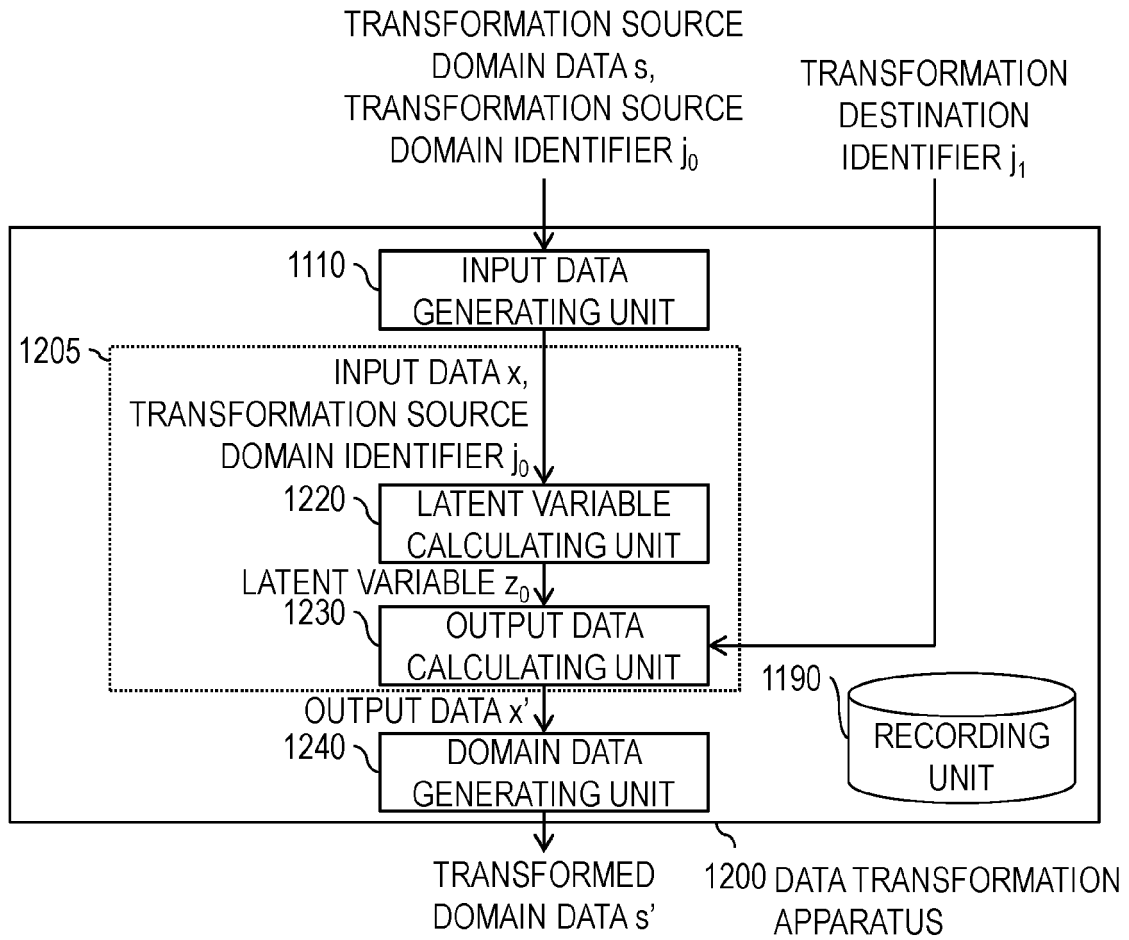 TRANSFORMATION SOURCE
DOMAIN DATA s,
TRANSFORMATION SOURCE
DOMAIN IDENTIFIER j₀
TRANSFORMATION
DESTINATION
IDENTIFIER j₁
1110
INPUT DATA
GENERATING UNIT
1205
INPUT DATA x,
TRANSFORMATION SOURCE
DOMAIN IDENTIFIER j₀
1220
LATENT VARIABLE
CALCULATING UNIT
LATENT VARIABLE z₀
1230
OUTPUT DATA
CALCULATING UNIT
1190
RECORDING
UNIT
OUTPUT DATA x’
1240
DOMAIN DATA
GENERATING UNIT
TRANSFORMED
DOMAIN DATA s’
1200 DATA TRANSFORMATION
APPARATUS